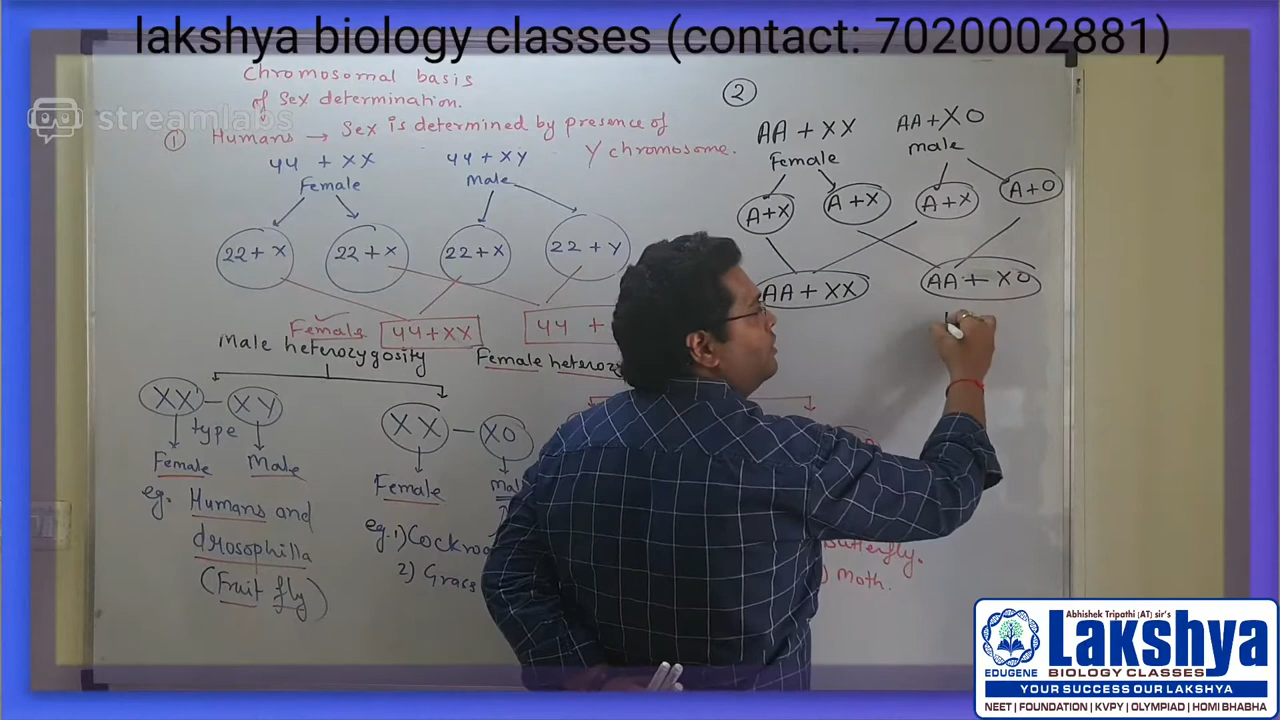 lakshya biology classes (contact: 7020002881)
streamlabs
Chromosomal basis
of Sex determination.
① Humans → Sex is determined by presence of
Y chromosome.
44 + XX
44 + XY
Female
Male
22 + X
22 + X
22 + X
22 + Y
Female
44 + XX
44 +
Male heterozygosity
Female heterozy
XX - XY
type
Female
Male
eg. Humans and
drosophilla
(Fruit fly)
XX - XO
Female
Mal
eg. 1) Cockroa
2) Grass
Butterfly.
) Moth.
②
AA + XX
AA + XO
Female
male
A + X
A + X
A + X
A + O
AA + XX
AA + XO
Abhishek Tripathi (AT) sir's
Lakshya
EDUGENE
BIOLOGY CLASSES
YOUR SUCCESS OUR LAKSHYA
NEET | FOUNDATION | KVPY | OLYMPIAD | HOMI BHABHA